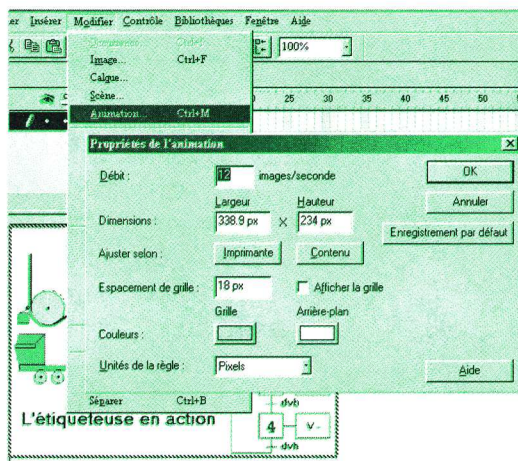 er Insérer Modifier Contrôle Bibliothèques Fenêtre Aide
100%
Image... Ctrl+F
Calque...
Scène...
Animation... Ctrl+M
20 25 30 35 40 45 50
Propriétés de l'animation
Débit : 12 images/seconde
OK
Largeur Hauteur
Annuler
Dimensions : 338.9 px × 234 px
Enregistrement par défaut
Ajuster selon : Imprimante Contenu
Espacement de grille : 18 px Afficher la grille
Grille Arrière-plan
Couleurs :
Unités de la règle : Pixels
Aide
Séparer Ctrl+B
dvb
L'étiqueteuse en action
4 V-
dvh